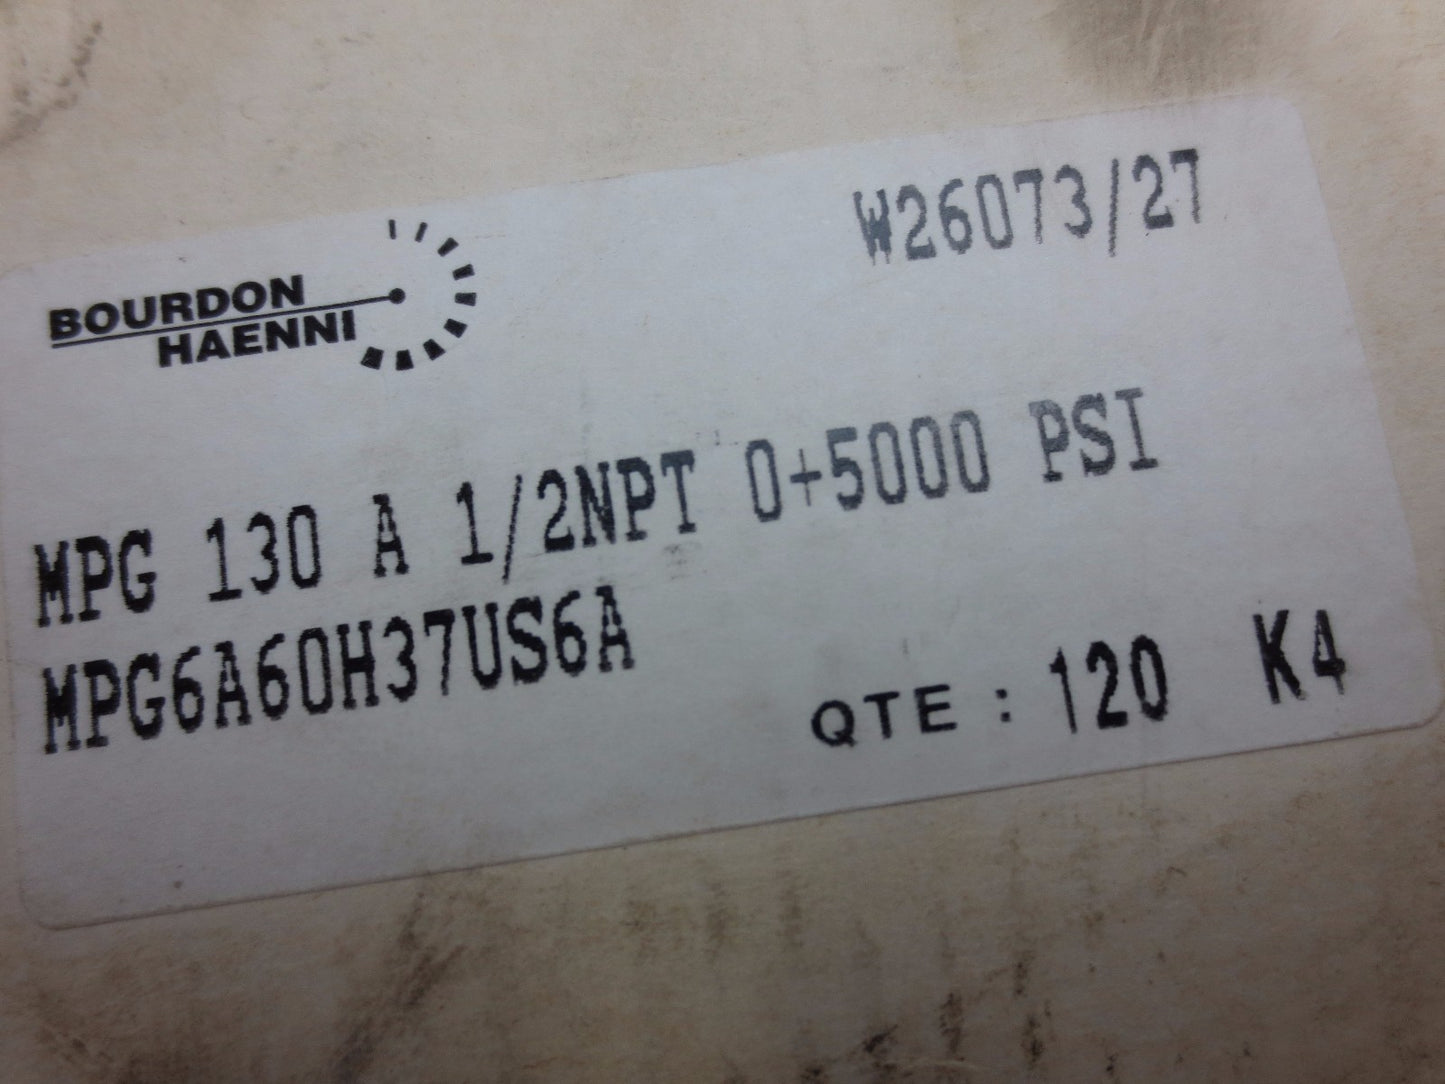 W26073/27
BOURDON
HAENNI
MPG 130 A 1/2NPT 0+5000 PSI
MPG6A60H37US6A
QTE : 120 K4